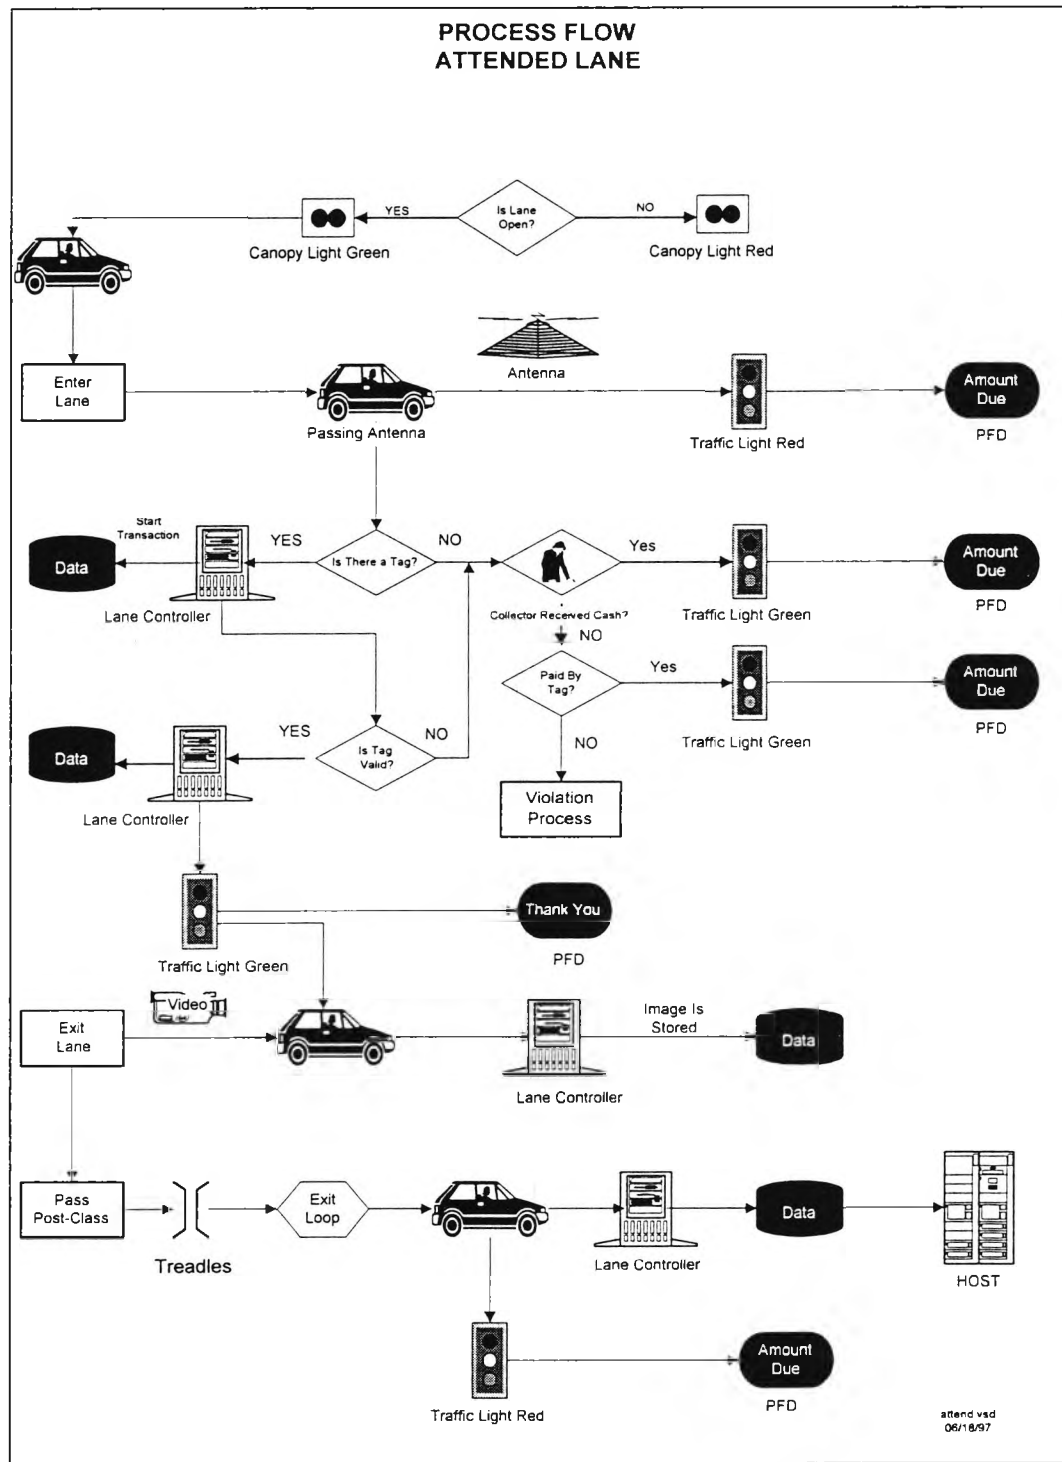 PROCESS FLOW
ATTENDED LANE
Is Lane
Open?
YES
NO
Canopy Light Green
Canopy Light Red
Enter
Lane
Passing Antenna
Antenna
Traffic Light Red
Amount
Due
PFD
Start
Transaction
Data
Lane Controller
YES
Is There a Tag?
NO
Collector Received Cash?
Yes
Traffic Light Green
Amount
Due
PFD
NO
Paid By
Tag?
Yes
Traffic Light Green
Amount
Due
PFD
Data
Lane Controller
YES
Is Tag
Valid?
NO
NO
Violation
Process
Traffic Light Green
Thank You
PFD
Exit
Lane
Video
Lane Controller
Image Is
Stored
Data
Pass
Post-Class
Treadles
Exit
Loop
Lane Controller
Data
HOST
Traffic Light Red
Amount
Due
PFD
attend vsd
06/18/97